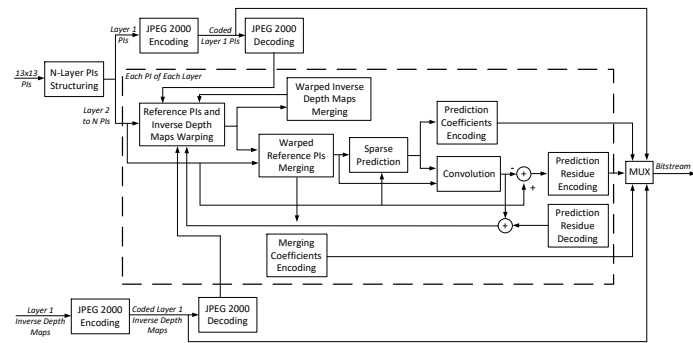 Layer 1
PIs
JPEG 2000
Encoding
Coded
Layer 1 PIs
JPEG 2000
Decoding
13x13
PIs
N-Layer PIs
Structuring
Each PI of Each Layer
Layer 2
to N PIs
Reference PIs and
Inverse Depth
Maps Warping
Warped Inverse
Depth Maps
Merging
Warped
Reference PIs
Merging
Sparse
Prediction
Prediction
Coefficients
Encoding
Convolution
-
+
+
Prediction
Residue
Encoding
MUX
Bitstream
+
Prediction
Residue
Decoding
Merging
Coefficients
Encoding
Layer 1
Inverse Depth
Maps
JPEG 2000
Encoding
Coded Layer 1
Inverse Depth
Maps
JPEG 2000
Decoding